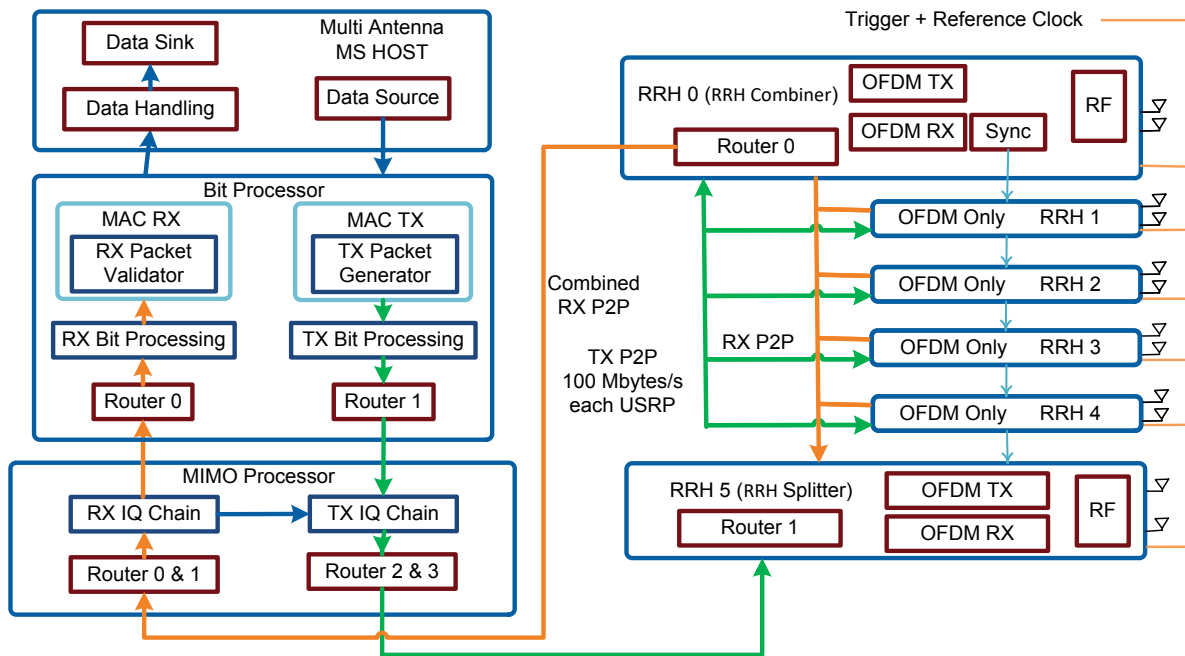 Multi Antenna
MS HOST
Data Sink
Data Handling
Data Source
Bit Processor
MAC RX
RX Packet
Validator
MAC TX
TX Packet
Generator
RX Bit Processing
TX Bit Processing
Router 0
Router 1
MIMO Processor
RX IQ Chain
TX IQ Chain
Router 0 & 1
Router 2 & 3
Combined
RX P2P
TX P2P
100 Mbytes/s
each USRP
RX P2P
Trigger + Reference Clock
RRH 0 (RRH Combiner)
OFDM TX
OFDM RX
Sync
RF
Router 0
OFDM Only RRH 1
OFDM Only RRH 2
OFDM Only RRH 3
OFDM Only RRH 4
RRH 5 (RRH Splitter)
OFDM TX
OFDM RX
RF
Router 1